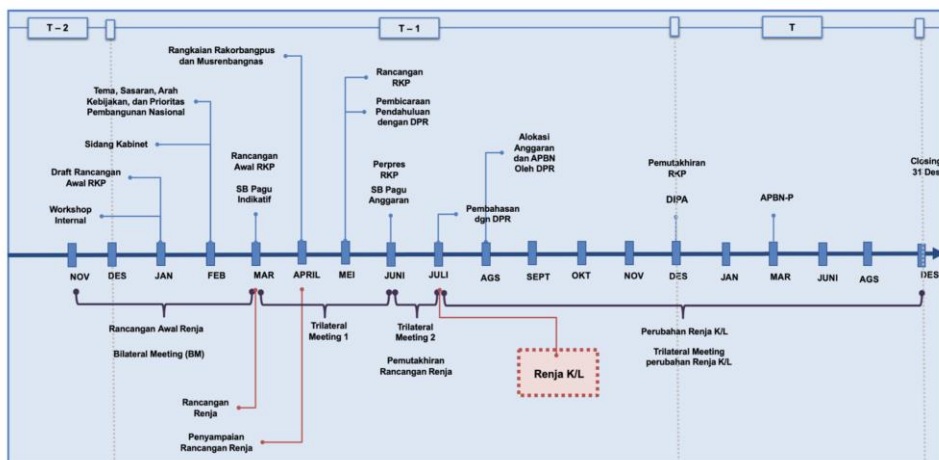 T – 2
T – 1
T
Rangkaian Rakorbangpus
dan Musrenbangnas
Tema, Sasaran, Arah
Kebijakan, dan Prioritas
Pembangunan Nasional
Sidang Kabinet
Draft Rancangan
Awal RKP
Workshop
Internal
Rancangan
Awal RKP
SB Pagu
Indikatif
Rancangan
RKP
Pembicaraan
Pendahuluan
dengan DPR
Perpres
RKP
SB Pagu
Anggaran
Alokasi
Anggaran
dan APBN
Oleh DPR
Pembahasan
dgn DPR
Pemutakhiran
RKP
DIPA
APBN-P
Closing
31 Des
NOV DES JAN FEB MAR APRIL MEI JUNI JULI AGS SEPT OKT NOV DES JAN MAR JUNI AGS DES
Rancangan Awal Renja
Bilateral Meeting (BM)
Trilateral
Meeting 1
Trilateral
Meeting 2
Pemutakhiran
Rancangan Renja
Renja K/L
Perubahan Renja K/L
Trilateral Meeting
perubahan Renja K/L
Rancangan
Renja
Penyampaian
Rancangan Renja